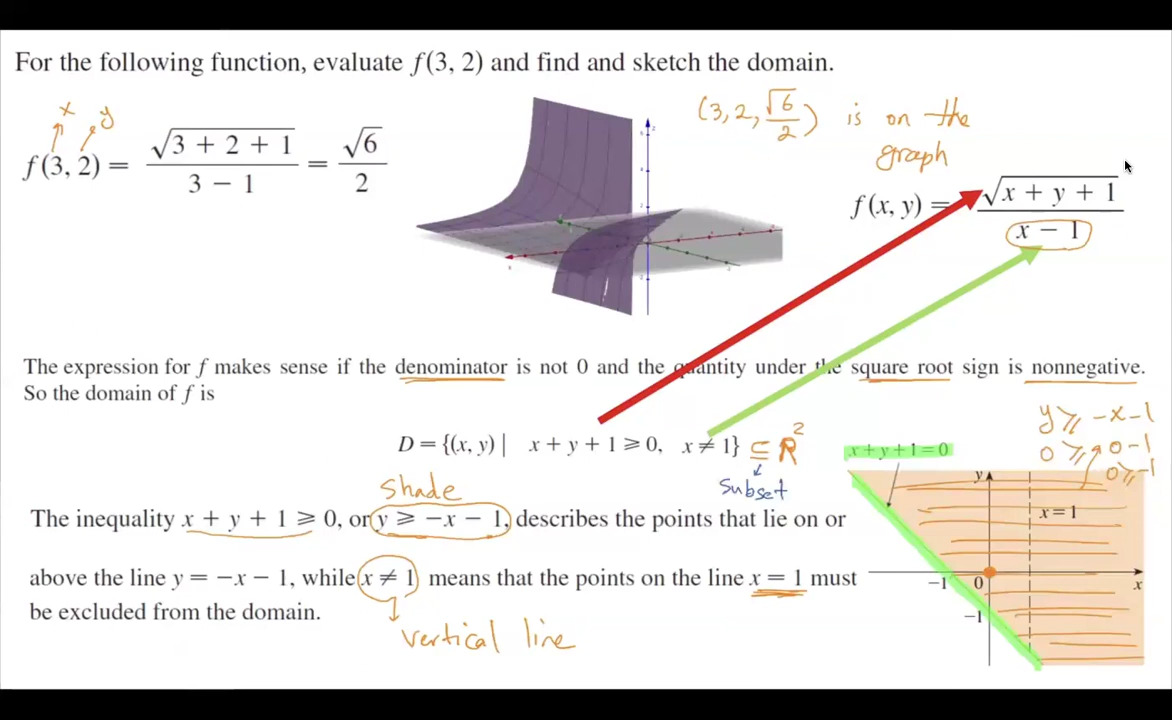 For the following function, evaluate f(3, 2) and find and sketch the domain.
x y
f(3, 2) = √(3 + 2 + 1) / (3 − 1) = √6 / 2
(3, 2, √6/2) is on the
graph
f(x, y) = √(x + y + 1) / (x − 1)
The expression for f makes sense if the denominator is not 0 and the quantity under the square root sign is nonnegative.
So the domain of f is
D = {(x, y) | x + y + 1 ⩾ 0, x ≠ 1} ⊆ R²
subset
shade
The inequality x + y + 1 ⩾ 0, or y ⩾ −x − 1, describes the points that lie on or
above the line y = −x − 1, while x ≠ 1 means that the points on the line x = 1 must
be excluded from the domain.
vertical line
y ⩾ -x-1
0 ⩾ 0-1
0 ⩾ -1
x + y + 1 = 0
y
x = 1
−1 0 x
−1